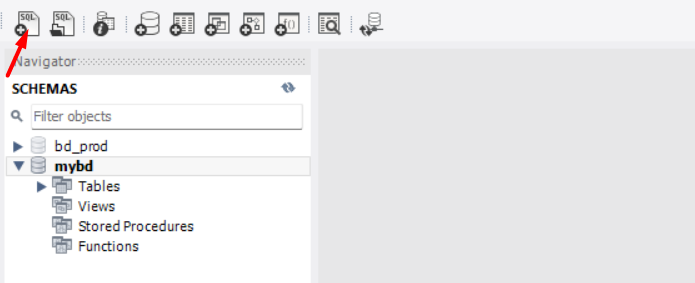 SQL SQL
Navigator
SCHEMAS
Filter objects
bd_prod
mybd
Tables
Views
Stored Procedures
Functions